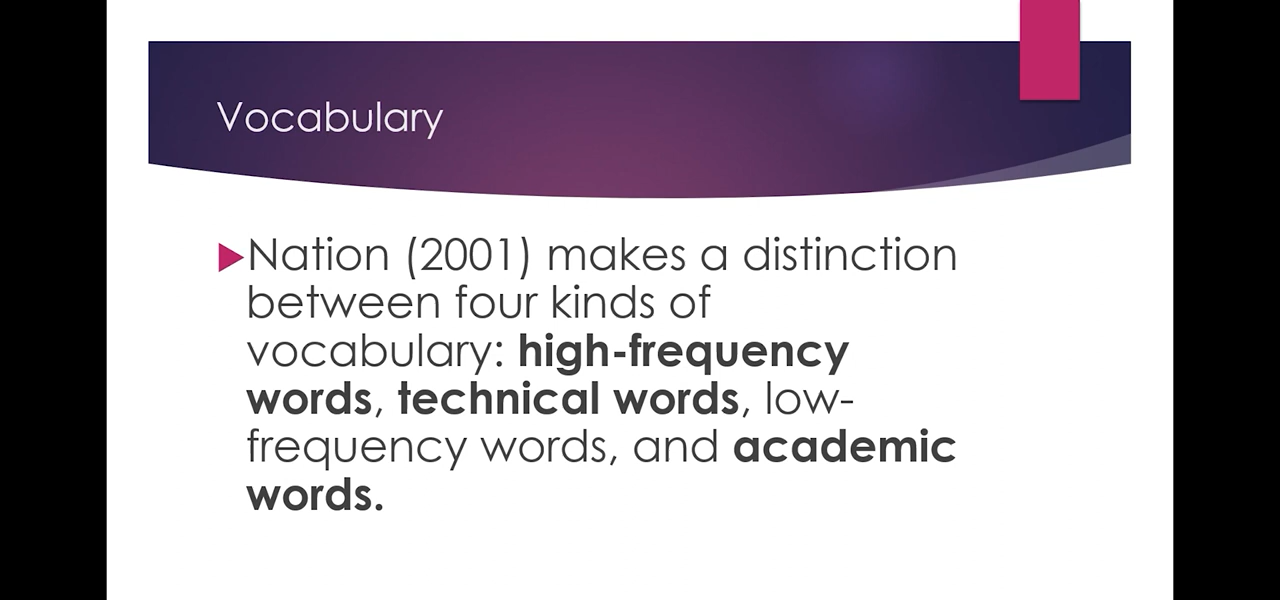 Vocabulary
Nation (2001) makes a distinction
between four kinds of
vocabulary: high-frequency
words, technical words, low-
frequency words, and academic
words.